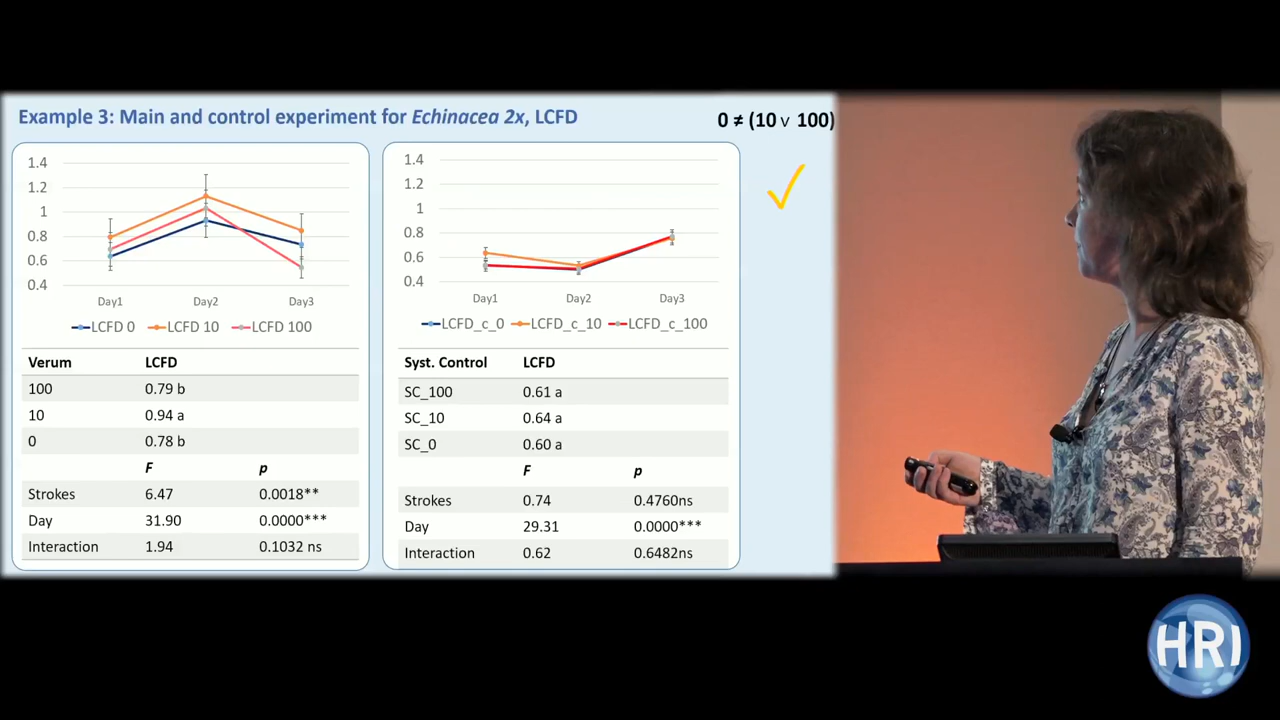 Example 3: Main and control experiment for Echinacea 2x, LCFD
0 ≠ (10 ∨ 100)
✓
1.4
1.2
1
0.8
0.6
0.4
Day1 Day2 Day3
LCFD 0 LCFD 10 LCFD 100
Verum LCFD
100 0.79 b
10 0.94 a
0 0.78 b
F p
Strokes 6.47 0.0018**
Day 31.90 0.0000***
Interaction 1.94 0.1032 ns
1.4
1.2
1
0.8
0.6
0.4
Day1 Day2 Day3
LCFD_c_0 LCFD_c_10 LCFD_c_100
Syst. Control LCFD
SC_100 0.61 a
SC_10 0.64 a
SC_0 0.60 a
F p
Strokes 0.74 0.4760ns
Day 29.31 0.0000***
Interaction 0.62 0.6482ns
HRI